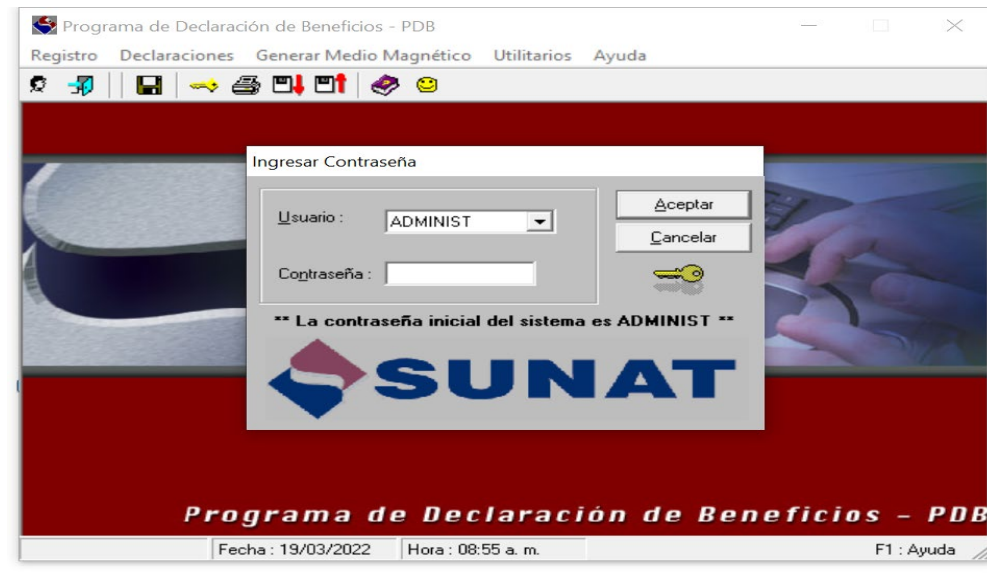 Programa de Declaración de Beneficios - PDB
Registro Declaraciones Generar Medio Magnético Utilitarios Ayuda
Ingresar Contraseña
Usuario : ADMINIST Aceptar
Cancelar
Contraseña :
** La contraseña inicial del sistema es ADMINIST **
SUNAT
Programa de Declaración de Beneficios - PDB
Fecha : 19/03/2022 Hora : 08:55 a. m. F1 : Ayuda